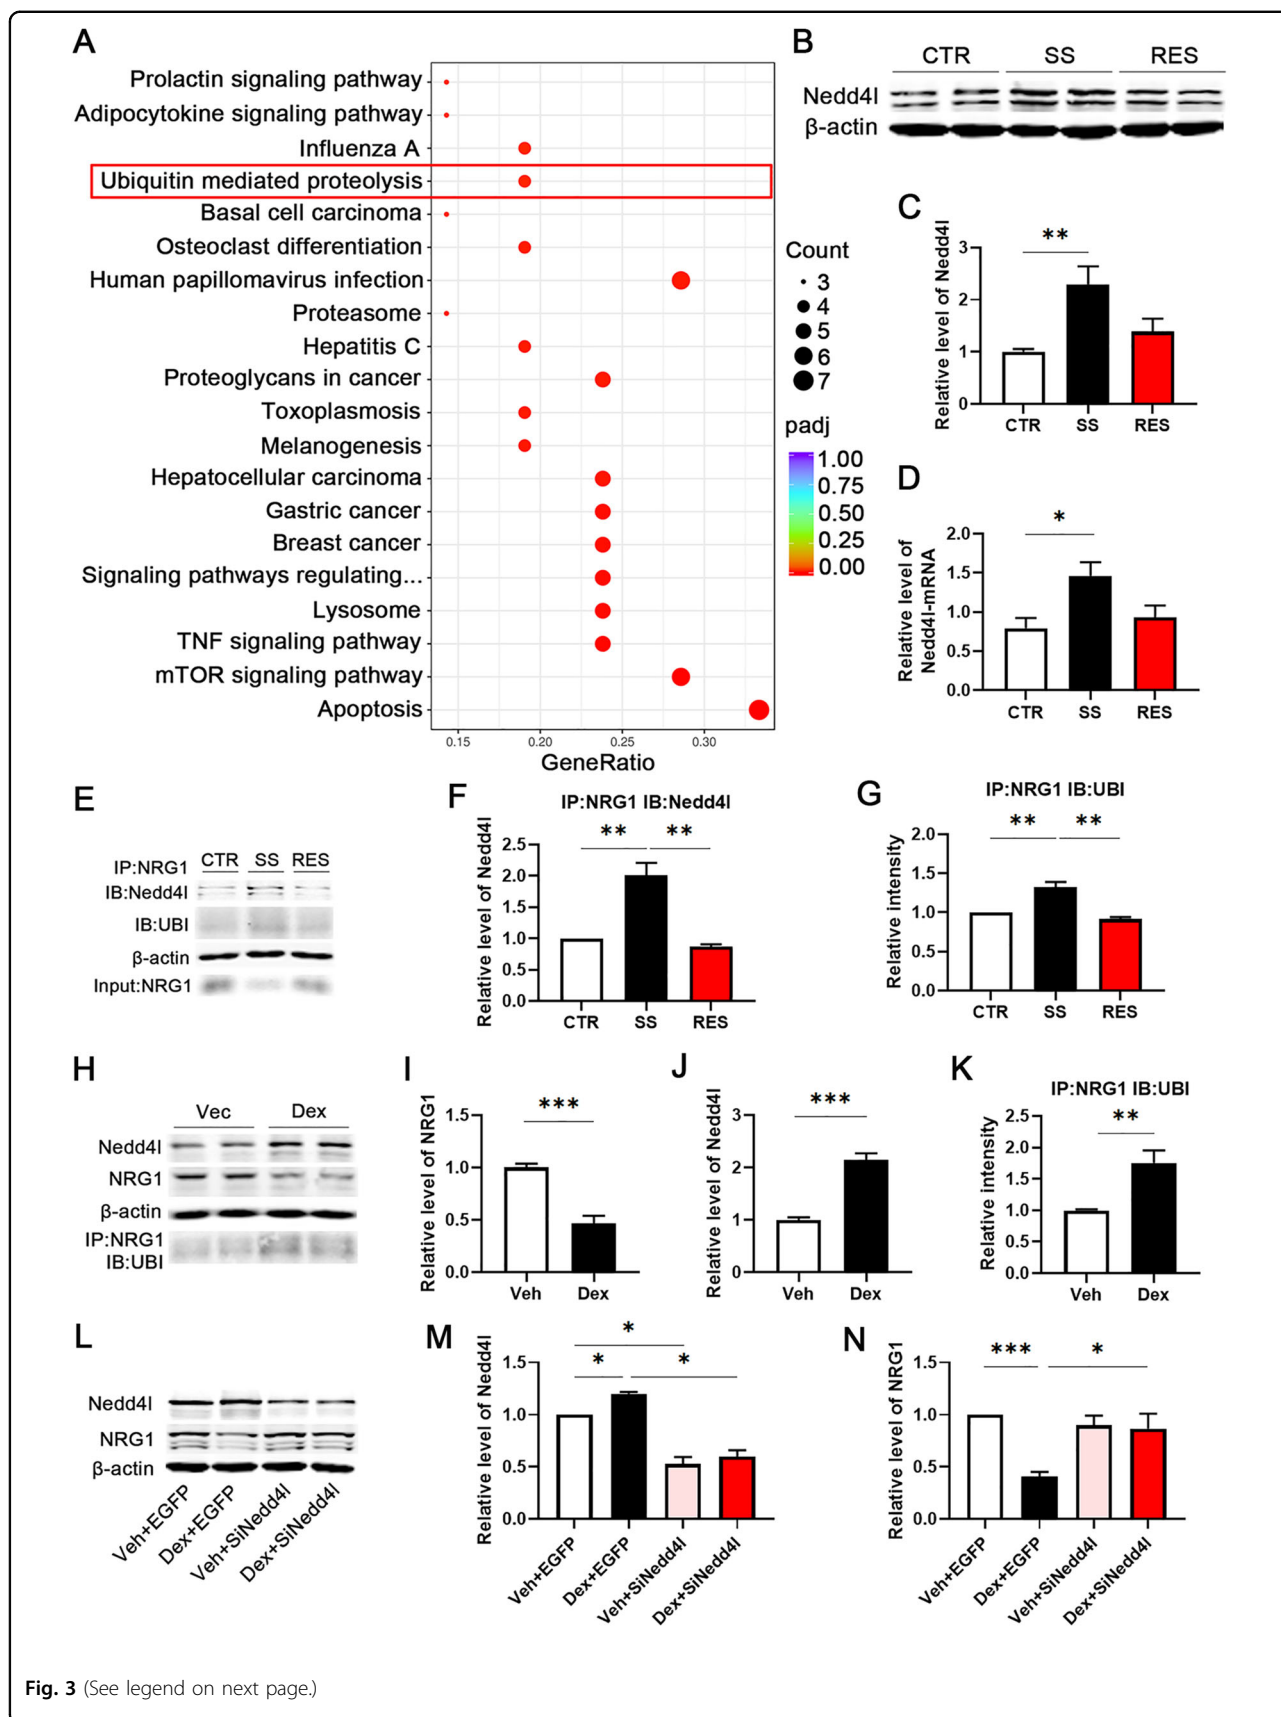 A
Prolactin signaling pathway
Adipocytokine signaling pathway
Influenza A
Ubiquitin mediated proteolysis
Basal cell carcinoma
Osteoclast differentiation
Human papillomavirus infection
Proteasome
Hepatitis C
Proteoglycans in cancer
Toxoplasmosis
Melanogenesis
Hepatocellular carcinoma
Gastric cancer
Breast cancer
Signaling pathways regulating...
Lysosome
TNF signaling pathway
mTOR signaling pathway
Apoptosis
0.15 0.20 0.25 0.30
GeneRatio
Count
3
4
5
6
7
padj
1.00
0.75
0.50
0.25
0.00
B
CTR SS RES
Nedd4l
β-actin
C
Relative level of Nedd4l
3
2
1
0
**
CTR SS RES
D
Relative level of
Nedd4l-mRNA
2.0
1.5
1.0
0.5
0.0
*
CTR SS RES
E
IP:NRG1 CTR SS RES
IB:Nedd4l
IB:UBI
β-actin
Input:NRG1
F
IP:NRG1 IB:Nedd4l
Relative level of Nedd4l
2.5
2.0
1.5
1.0
0.5
0.0
** **
CTR SS RES
G
IP:NRG1 IB:UBI
Relative intensity
2.0
1.5
1.0
0.5
0.0
** **
CTR SS RES
H
Vec Dex
Nedd4l
NRG1
β-actin
IP:NRG1
IB:UBI
I
Relative level of NRG1
1.5
1.0
0.5
0.0
***
Veh Dex
J
Relative level of Nedd4l
3
2
1
0
***
Veh Dex
K
IP:NRG1 IB:UBI
Relative intensity
2.5
2.0
1.5
1.0
0.5
0.0
**
Veh Dex
L
Nedd4l
NRG1
β-actin
Veh+EGFP
Dex+EGFP
Veh+SiNedd4l
Dex+SiNedd4l
M
Relative level of Nedd4l
1.5
1.0
0.5
0.0
*
* *
Veh+EGFP
Dex+EGFP
Veh+SiNedd4l
Dex+SiNedd4l
N
Relative level of NRG1
1.5
1.0
0.5
0.0
*** *
Veh+EGFP
Dex+EGFP
Veh+SiNedd4l
Dex+SiNedd4l
Fig. 3 (See legend on next page.)